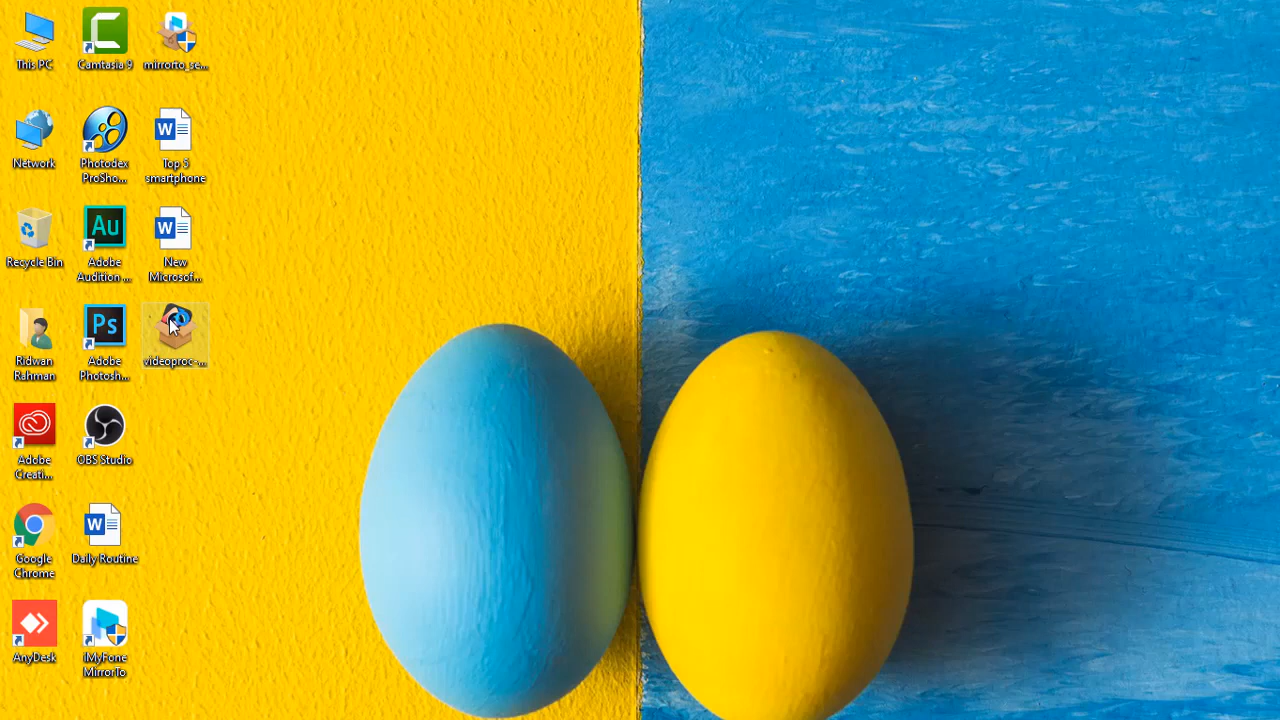 This PC
Camtasia 9
mirrorto_se...
Network
Photodex
ProSho...
Top 5
smartphone
Recycle Bin
Adobe
Audition ...
New
Microsof...
Ridwan
Rahman
Adobe
Photosh...
videoproc-...
Adobe
Creati...
OBS Studio
Google
Chrome
Daily Routine
AnyDesk
iMyFone
MirrorTo